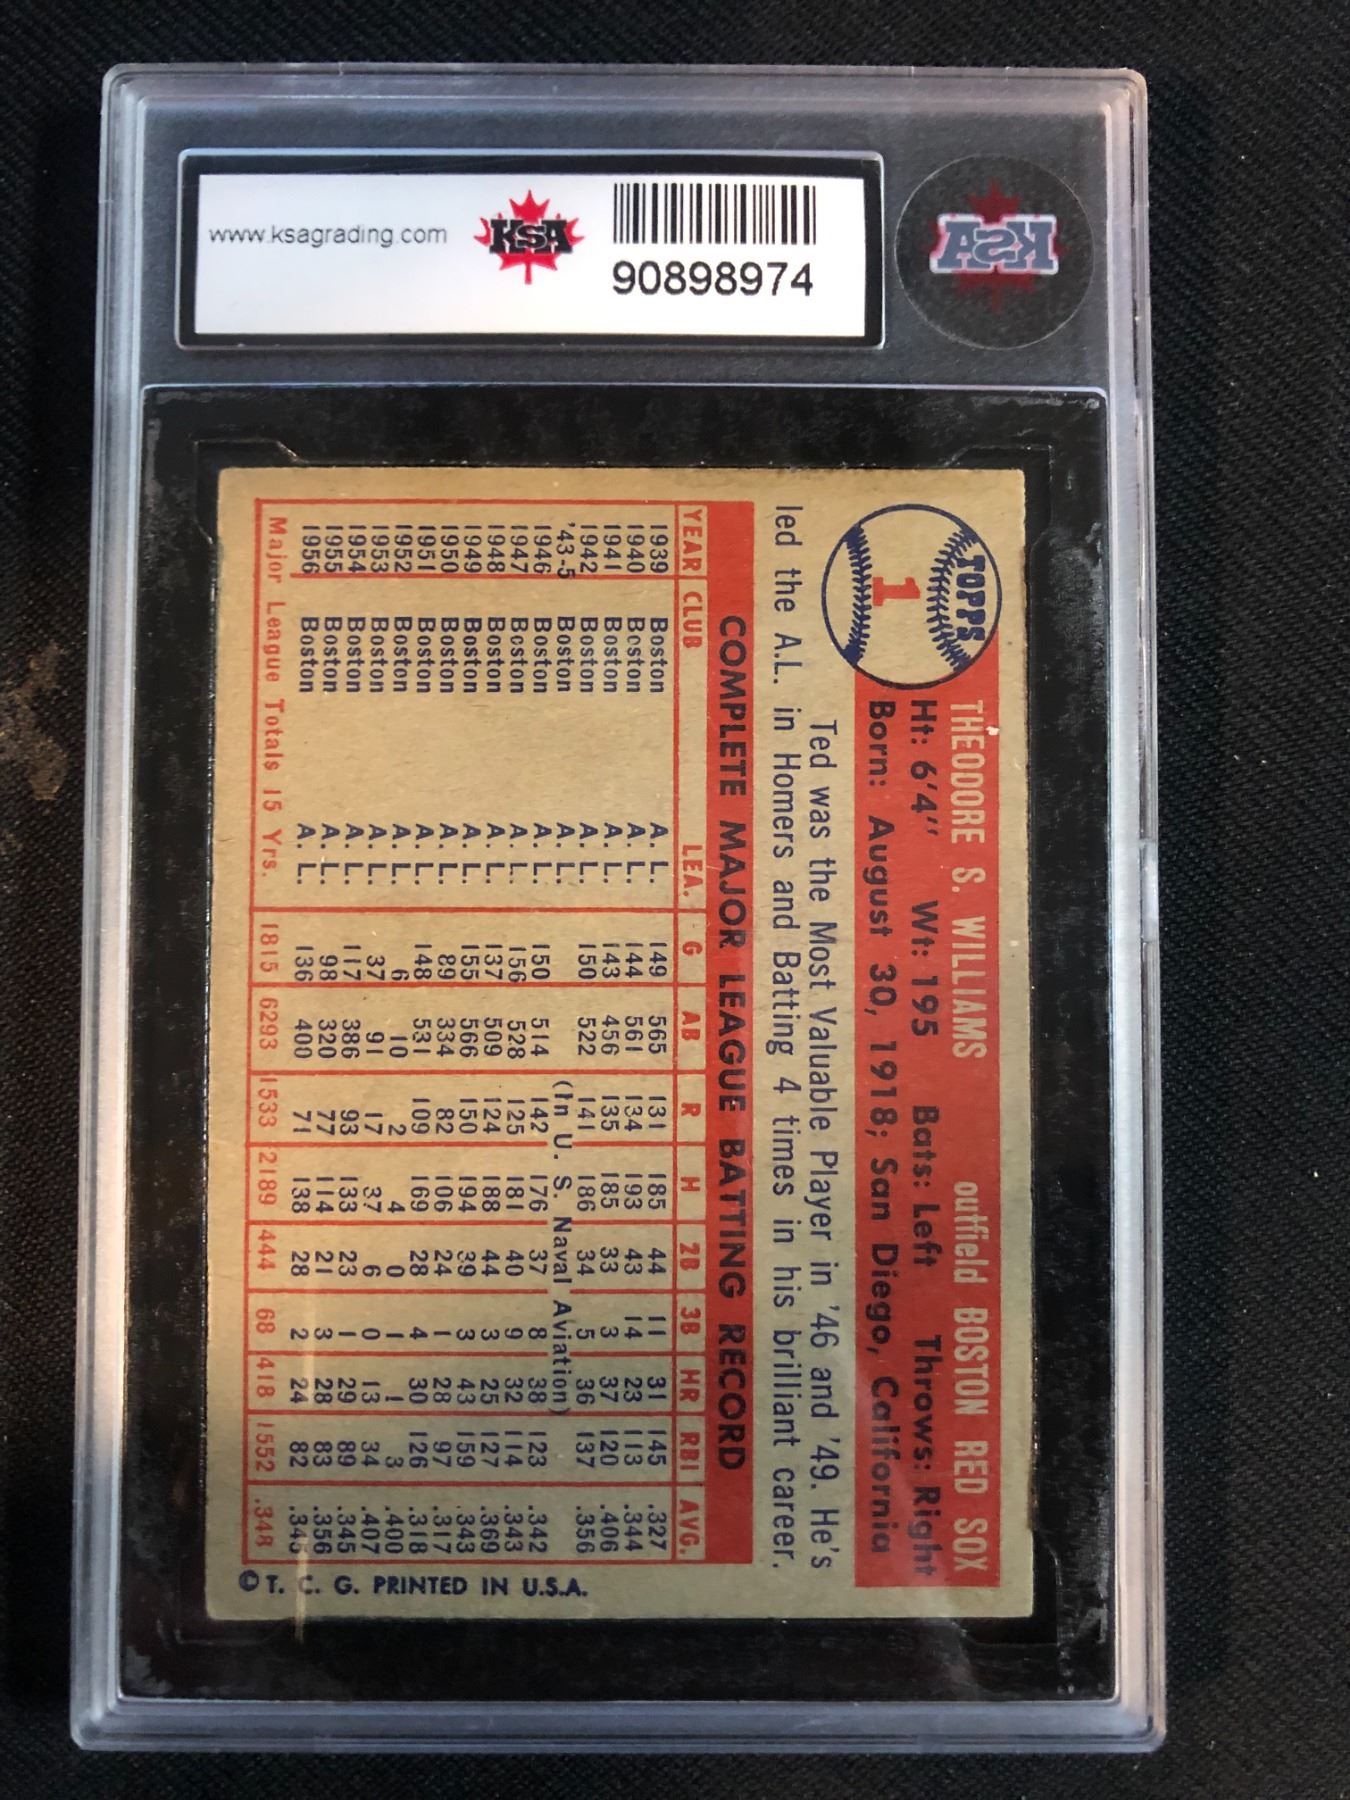 www.ksagrading.com
KSA
90898974
KSA
TOPPS
1
THEODORE S. WILLIAMS outfield BOSTON RED SOX
Ht: 6'4" Wt: 195 Bats: Left Throws: Right
Born: August 30, 1918; San Diego, California
Ted was the Most Valuable Player in '46 and '49. He's
led the A.L. in Homers and Batting 4 times in his brilliant career.
COMPLETE MAJOR LEAGUE BATTING RECORD
YEAR CLUB LEA. G AB R H 2B 3B HR RBI AVG.
1939 Boston A. L. 149 565 131 185 44 11 31 145 .327
1940 Boston A. L. 144 561 134 193 43 14 23 113 .344
1941 Boston A. L. 143 456 135 185 33 3 37 120 .406
1942 Boston A. L. 150 522 141 186 34 5 36 137 .356
'43-5 Boston A. L. (In U. S. Naval Aviation)
1946 Boston A. L. 150 514 142 176 37 8 38 123 .342
1947 Boston A. L. 156 528 125 181 40 9 32 114 .343
1948 Boston A. L. 137 509 124 188 44 3 25 127 .369
1949 Boston A. L. 155 566 150 194 39 3 43 159 .343
1950 Boston A. L. 89 334 82 106 24 1 28 97 .317
1951 Boston A. L. 148 531 109 169 28 4 30 126 .318
1952 Boston A. L. 6 10 2 4 0 1 1 3 .400
1953 Boston A. L. 37 91 17 37 6 0 13 34 .407
1954 Boston A. L. 117 386 93 133 23 1 29 89 .345
1955 Boston A. L. 98 320 77 114 21 3 28 83 .356
1956 Boston A. L. 136 400 71 138 28 2 24 82 .345
Major League Totals 15 Yrs. 1815 6293 1533 2189 444 68 418 1552 .348
© T. C. G. PRINTED IN U.S.A.